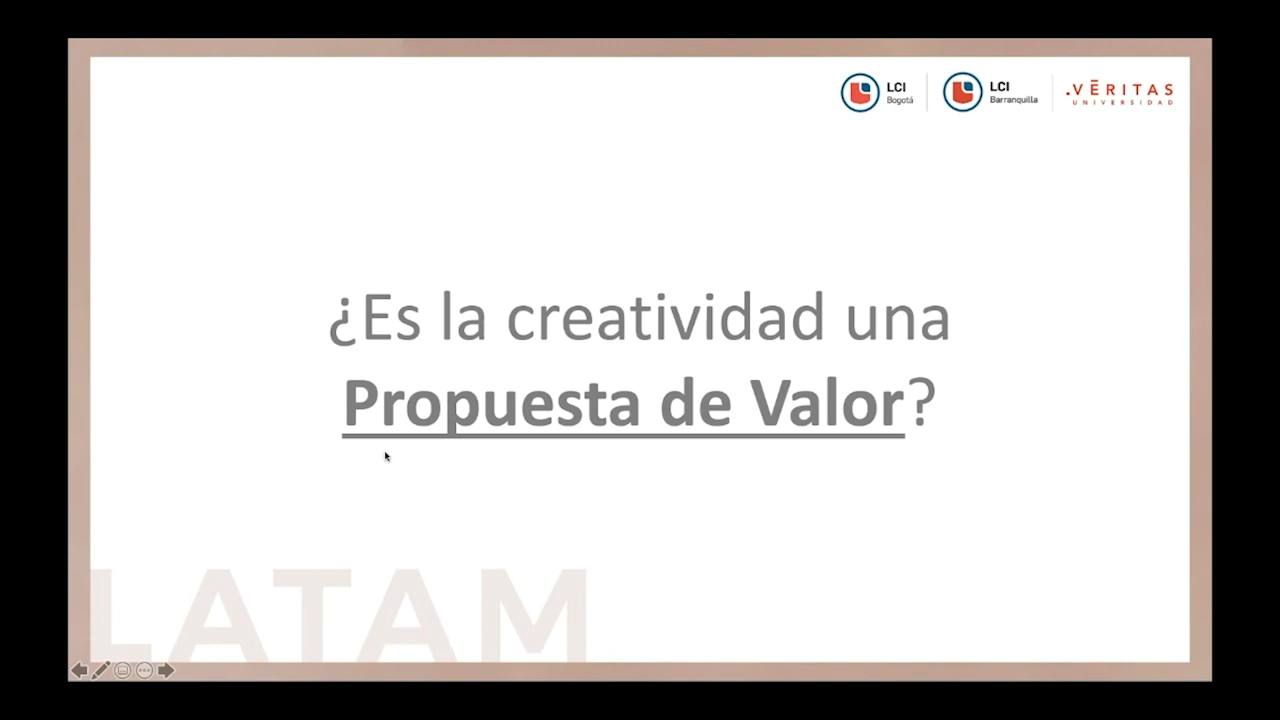 LCI
Bogotá
LCI
Barranquilla
.VĒRITAS
UNIVERSIDAD
¿Es la creatividad una
Propuesta de Valor?
LATAM